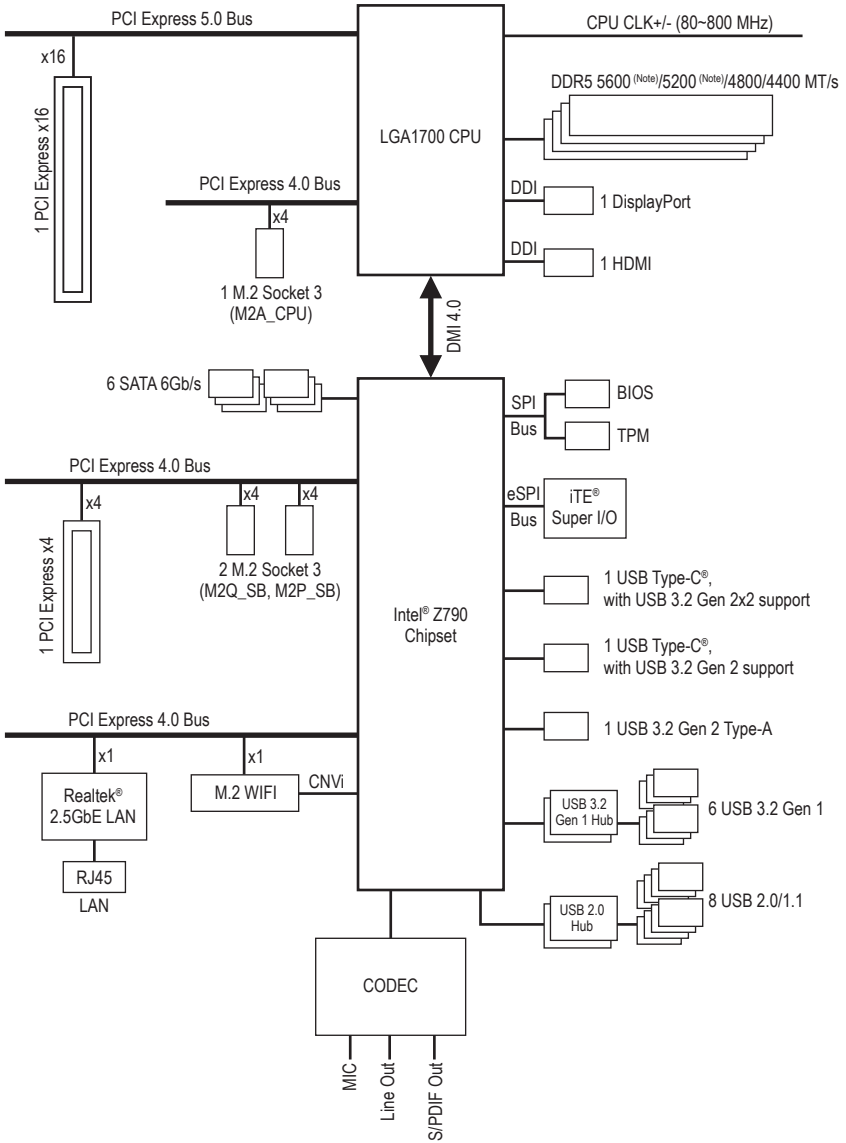 PCI Express 5.0 Bus
CPU CLK+/- (80~800 MHz)
x16
DDR5 5600 (Note)/5200 (Note)/4800/4400 MT/s
1 PCI Express x16
LGA1700 CPU
PCI Express 4.0 Bus
x4
DDI
1 DisplayPort
DDI
1 HDMI
1 M.2 Socket 3
(M2A_CPU)
DMI 4.0
6 SATA 6Gb/s
SPI
Bus
BIOS
TPM
PCI Express 4.0 Bus
x4
x4
x4
eSPI
Bus
iTE®
Super I/O
1 PCI Express x4
2 M.2 Socket 3
(M2Q_SB, M2P_SB)
Intel® Z790
Chipset
1 USB Type-C®,
with USB 3.2 Gen 2x2 support
1 USB Type-C®,
with USB 3.2 Gen 2 support
PCI Express 4.0 Bus
1 USB 3.2 Gen 2 Type-A
x1
x1
Realtek®
2.5GbE LAN
M.2 WIFI
CNVi
USB 3.2
Gen 1 Hub
6 USB 3.2 Gen 1
RJ45
LAN
USB 2.0
Hub
8 USB 2.0/1.1
CODEC
MIC
Line Out
S/PDIF Out